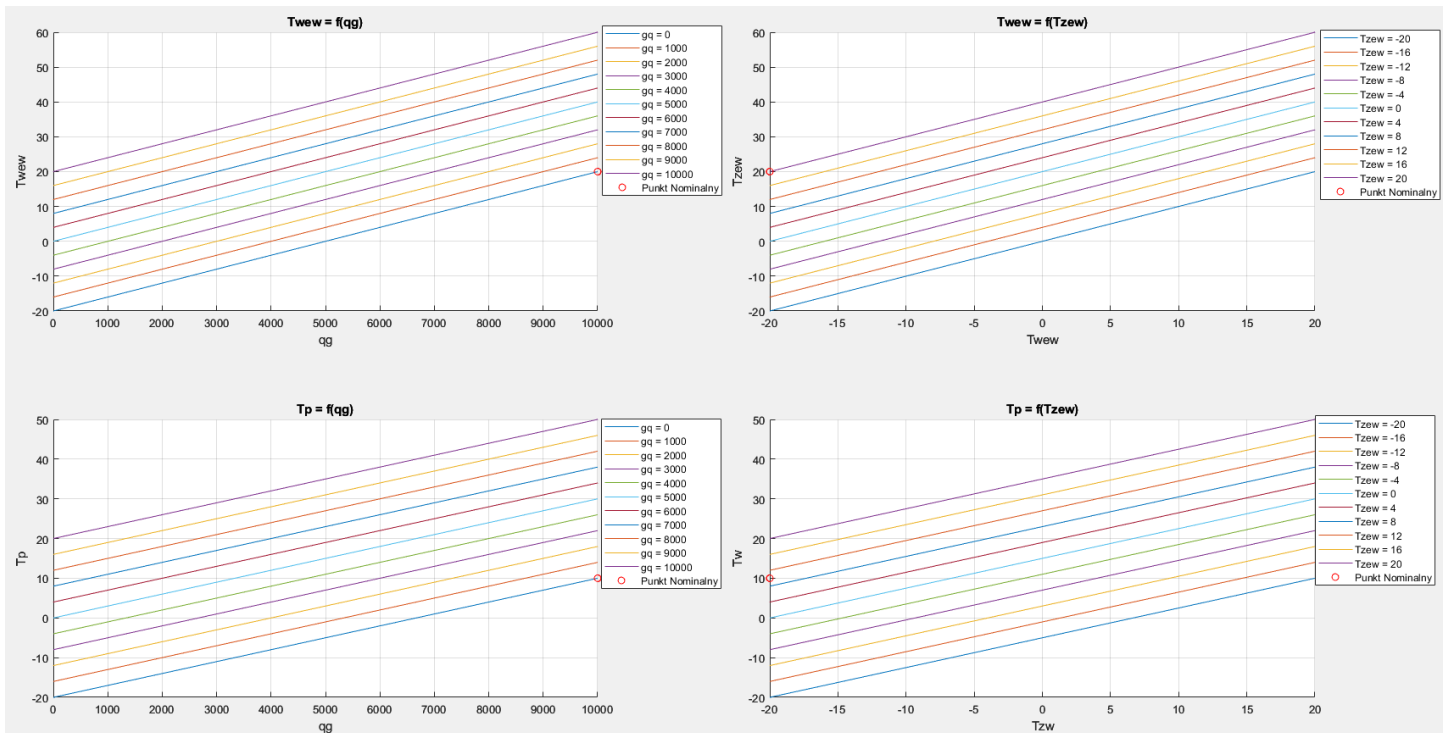 Twew = f(qg)
60
50
40
30
20
10
0
-10
-20
Twew
0 1000 2000 3000 4000 5000 6000 7000 8000 9000 10000
qg
gq = 0
gq = 1000
gq = 2000
gq = 3000
gq = 4000
gq = 5000
gq = 6000
gq = 7000
gq = 8000
gq = 9000
gq = 10000
Punkt Nominalny
Twew = f(Tzew)
60
50
40
30
20
10
0
-10
-20
Tzew
-20 -15 -10 -5 0 5 10 15 20
Twew
Tzew = -20
Tzew = -16
Tzew = -12
Tzew = -8
Tzew = -4
Tzew = 0
Tzew = 4
Tzew = 8
Tzew = 12
Tzew = 16
Tzew = 20
Punkt Nominalny
Tp = f(qg)
50
40
30
20
10
0
-10
-20
Tp
0 1000 2000 3000 4000 5000 6000 7000 8000 9000 10000
qg
gq = 0
gq = 1000
gq = 2000
gq = 3000
gq = 4000
gq = 5000
gq = 6000
gq = 7000
gq = 8000
gq = 9000
gq = 10000
Punkt Nominalny
Tp = f(Tzew)
50
40
30
20
10
0
-10
-20
Tw
-20 -15 -10 -5 0 5 10 15 20
Tzw
Tzew = -20
Tzew = -16
Tzew = -12
Tzew = -8
Tzew = -4
Tzew = 0
Tzew = 4
Tzew = 8
Tzew = 12
Tzew = 16
Tzew = 20
Punkt Nominalny